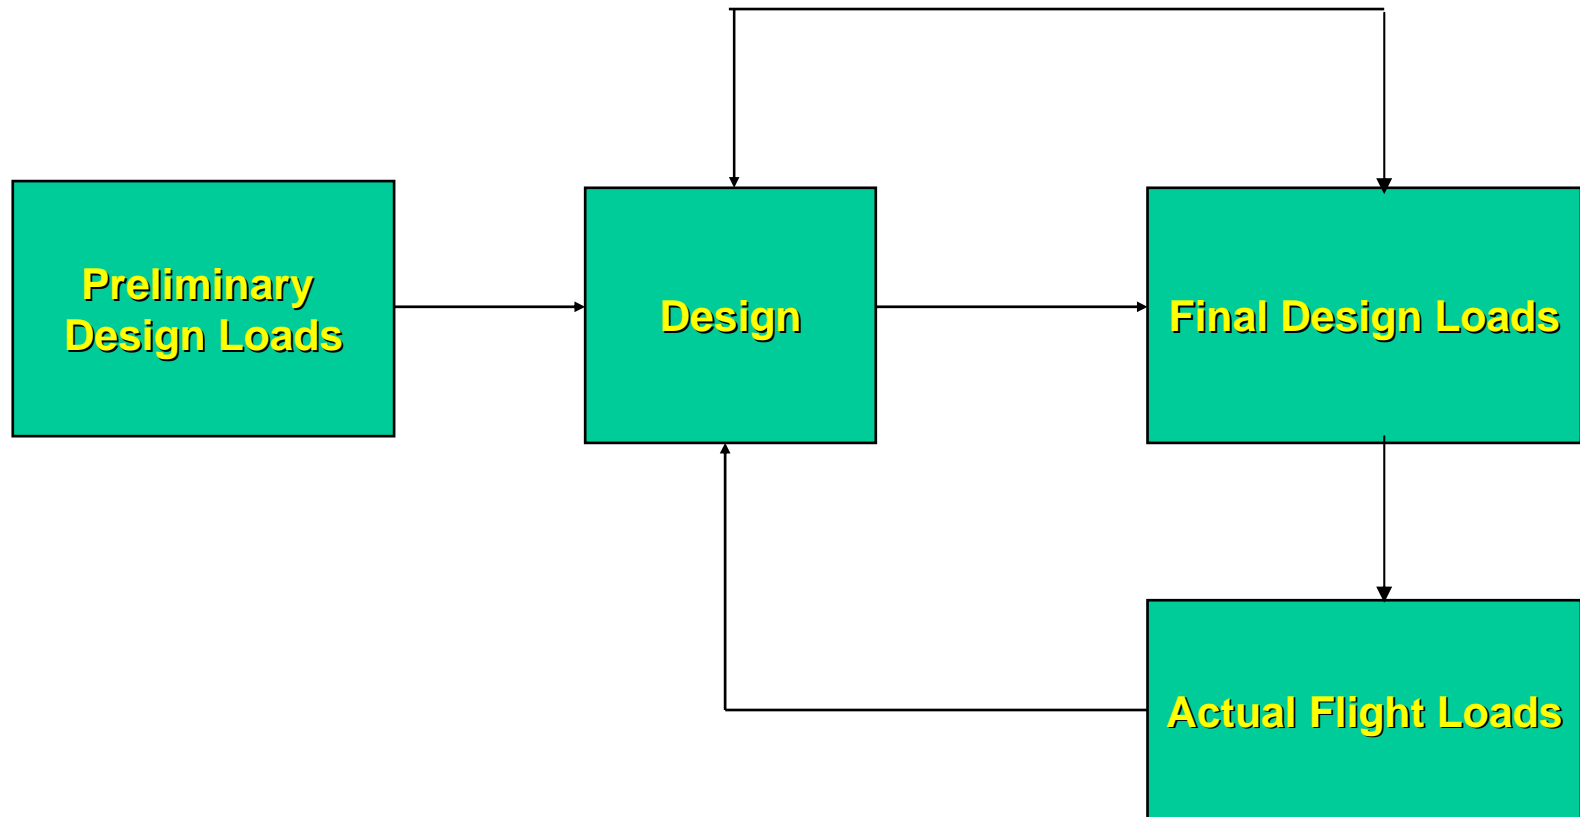 Preliminary
Design Loads
Design
Final Design Loads
Actual Flight Loads